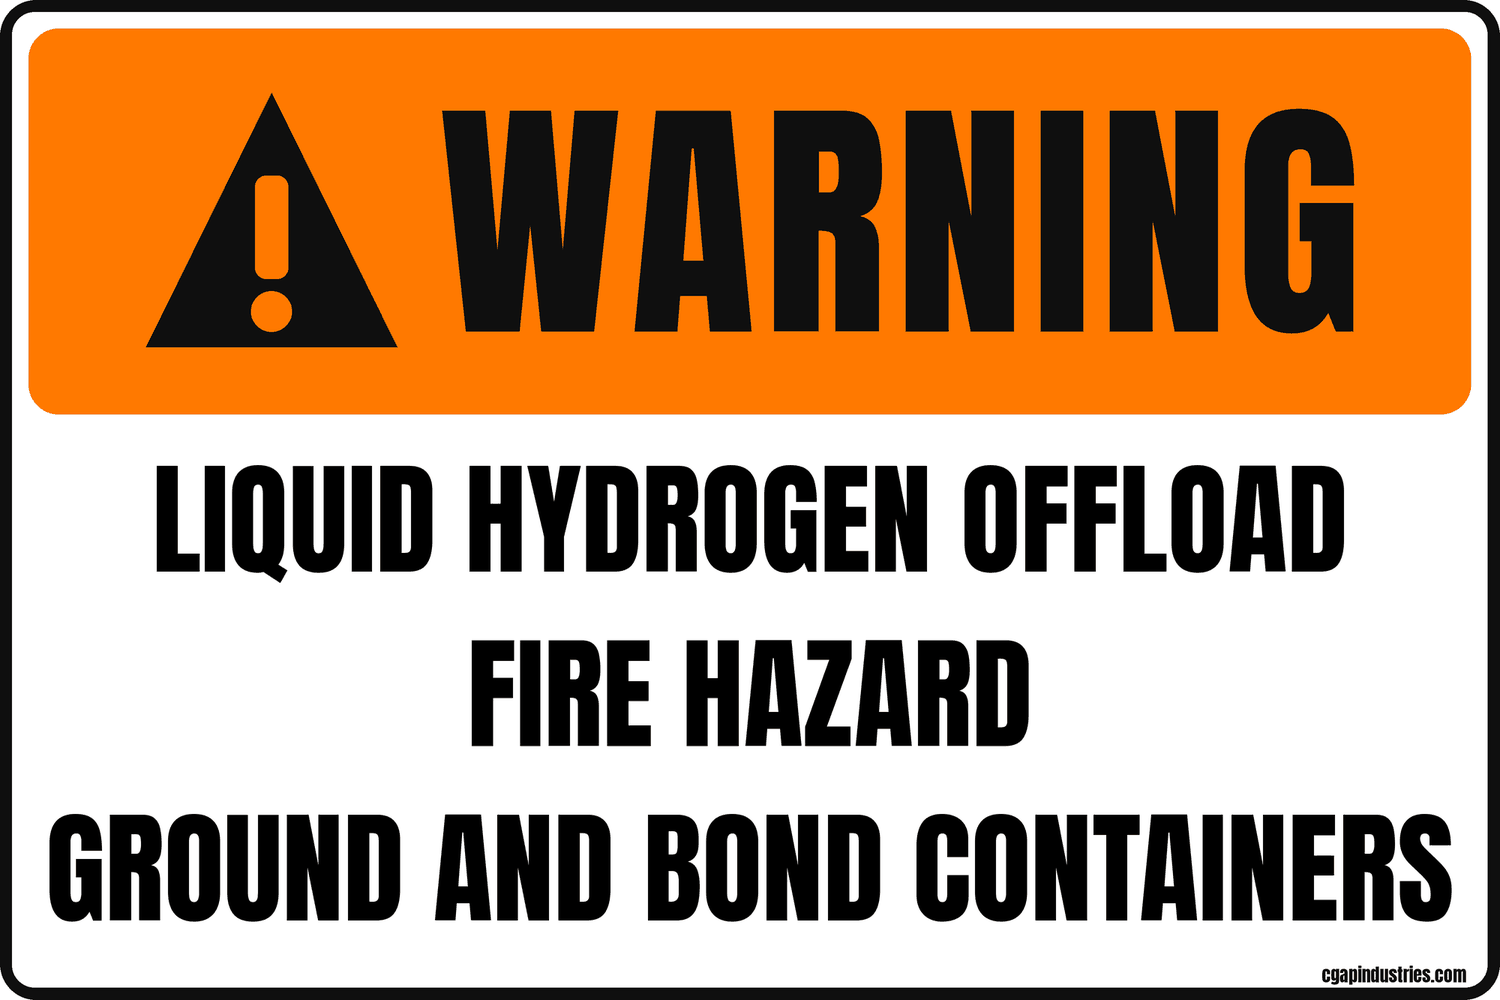 WARNING
LIQUID HYDROGEN OFFLOAD
FIRE HAZARD
GROUND AND BOND CONTAINERS
cgapindustries.com